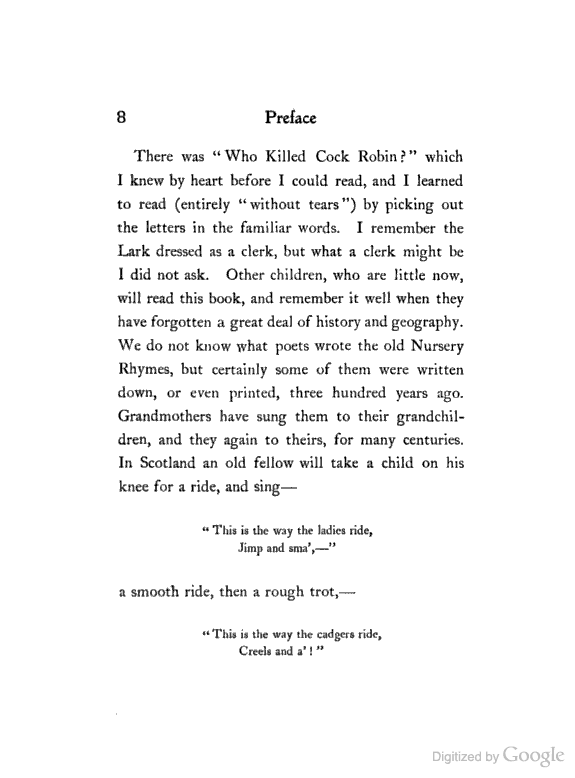 8 Preface
There was “Who Killed Cock Robin?” which
I knew by heart before I could read, and I learned
to read (entirely “without tears”) by picking out
the letters in the familiar words. I remember the
Lark dressed as a clerk, but what a clerk might be
I did not ask. Other children, who are little now,
will read this book, and remember it well when they
have forgotten a great deal of history and geography.
We do not know what poets wrote the old Nursery
Rhymes, but certainly some of them were written
down, or even printed, three hundred years ago.
Grandmothers have sung them to their grandchil-
dren, and they again to theirs, for many centuries.
In Scotland an old fellow will take a child on his
knee for a ride, and sing—
“This is the way the ladies ride,
Jimp and sma’,—”
a smooth ride, then a rough trot,—
“This is the way the cadgers ride,
Creels and a’!”
Digitized by Google